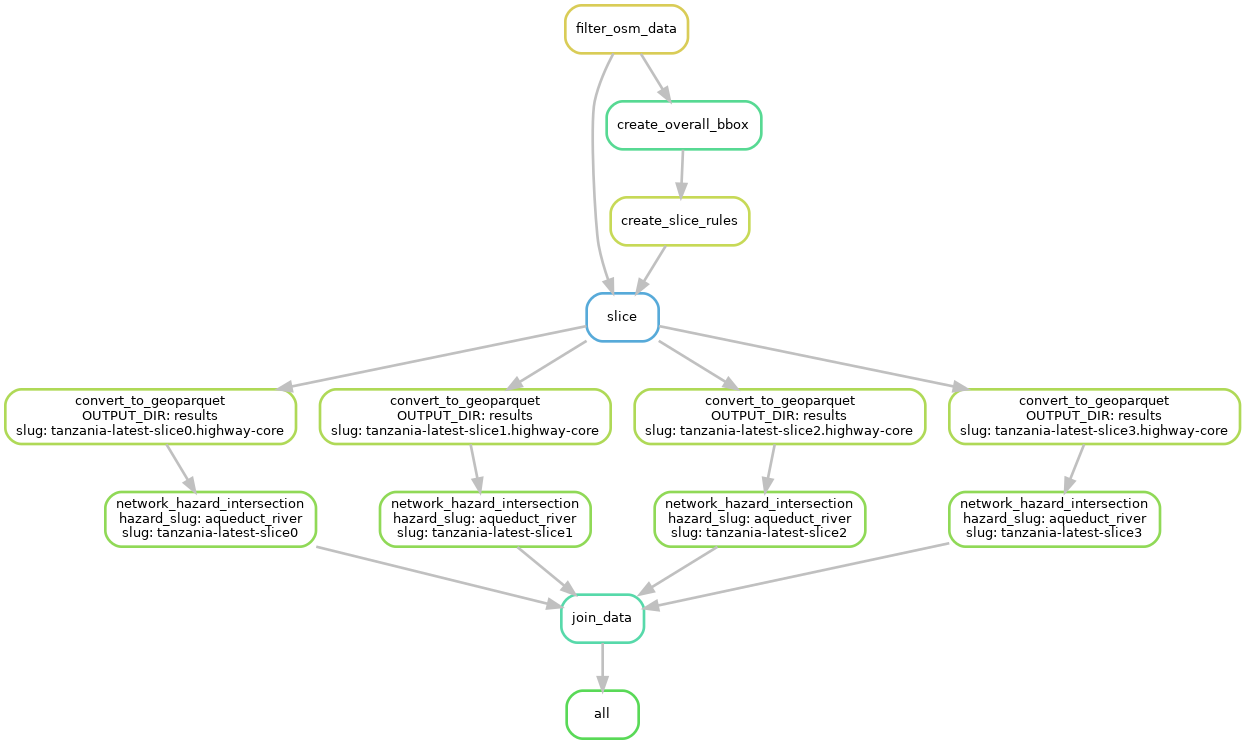 filter_osm_data
create_overall_bbox
create_slice_rules
slice
convert_to_geoparquet
OUTPUT_DIR: results
slug: tanzania-latest-slice0.highway-core
convert_to_geoparquet
OUTPUT_DIR: results
slug: tanzania-latest-slice1.highway-core
convert_to_geoparquet
OUTPUT_DIR: results
slug: tanzania-latest-slice2.highway-core
convert_to_geoparquet
OUTPUT_DIR: results
slug: tanzania-latest-slice3.highway-core
network_hazard_intersection
hazard_slug: aqueduct_river
slug: tanzania-latest-slice0
network_hazard_intersection
hazard_slug: aqueduct_river
slug: tanzania-latest-slice1
network_hazard_intersection
hazard_slug: aqueduct_river
slug: tanzania-latest-slice2
network_hazard_intersection
hazard_slug: aqueduct_river
slug: tanzania-latest-slice3
join_data
all